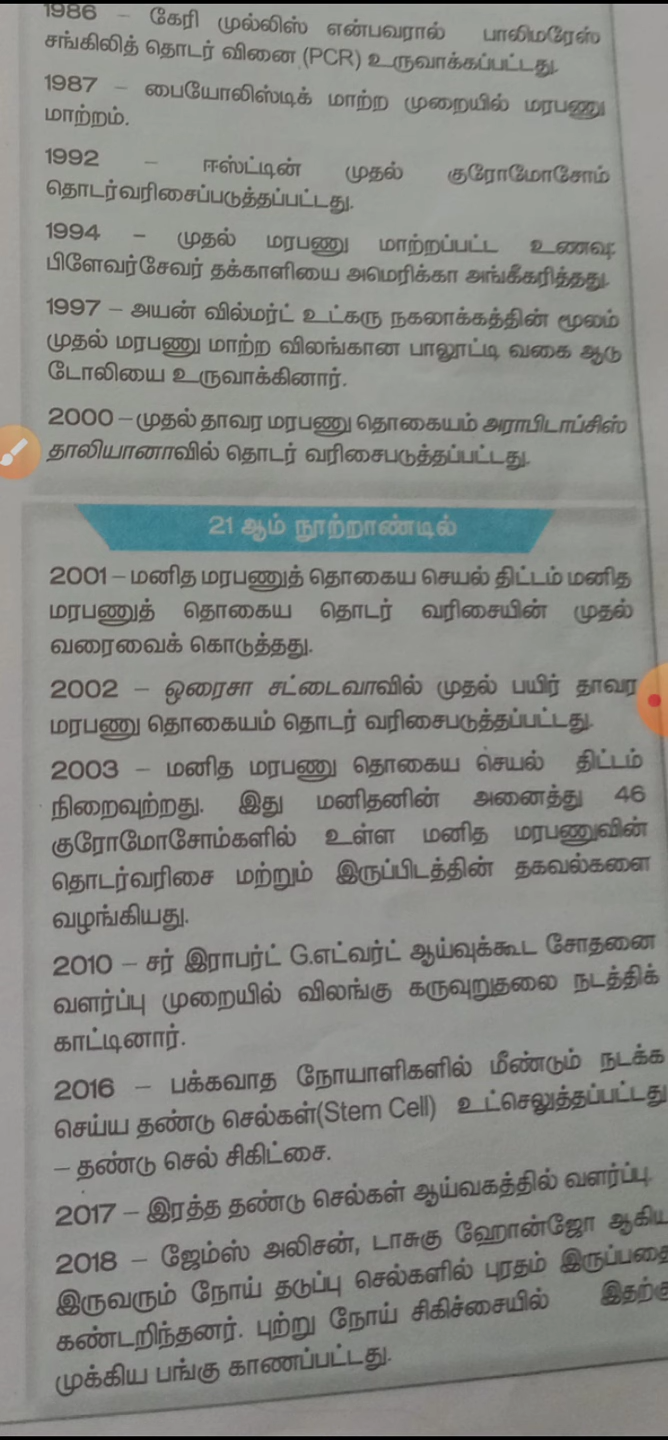 1986 – கேரி முல்லிஸ் என்பவரால் பாலிமரேஸ்
சங்கிலித் தொடர் வினை (PCR) உருவாக்கப்பட்டது.
1987 – பையோலிஸ்டிக் மாற்ற முறையில் மரபணு
மாற்றம்.
1992 – ஈஸ்ட்டின் முதல் குரோமோசோம்
தொடர்வரிசைப்படுத்தப்பட்டது.
1994 – முதல் மரபணு மாற்றப்பட்ட உணவு
பிளேவர்சேவர் தக்காளியை அமெரிக்கா அங்கீகரித்தது.
1997 – அயன் வில்மர்ட் உட்கரு நகலாக்கத்தின் மூலம்
முதல் மரபணு மாற்ற விலங்கான பாலூட்டி வகை ஆடு
டோலியை உருவாக்கினார்.
2000 – முதல் தாவர மரபணு தொகையம் அராபிடாப்சிஸ்
தாலியானாவில் தொடர் வரிசைபடுத்தப்பட்டது.
21 ஆம் நூற்றாண்டில்
2001 – மனித மரபணுத் தொகைய செயல் திட்டம் மனித
மரபணுத் தொகைய தொடர் வரிசையின் முதல்
வரைவைக் கொடுத்தது.
2002 – ஒரைசா சட்டைவாவில் முதல் பயிர் தாவர
மரபணு தொகையம் தொடர் வரிசைபடுத்தப்பட்டது.
2003 – மனித மரபணு தொகைய செயல் திட்டம்
நிறைவுற்றது. இது மனிதனின் அனைத்து 46
குரோமோசோம்களில் உள்ள மனித மரபணுவின்
தொடர்வரிசை மற்றும் இருப்பிடத்தின் தகவல்களை
வழங்கியது.
2010 – சர் இராபர்ட் G.எட்வர்ட் ஆய்வுக்கூட சோதனை
வளர்ப்பு முறையில் விலங்கு கருவுறுதலை நடத்திக்
காட்டினார்.
2016 – பக்கவாத நோயாளிகளில் மீண்டும் நடக்க
செய்ய தண்டு செல்கள்(Stem Cell) உட்செலுத்தப்பட்டது
– தண்டு செல் சிகிட்சை.
2017 – இரத்த தண்டு செல்கள் ஆய்வகத்தில் வளர்ப்பு.
2018 – ஜேம்ஸ் அலிசன், டாசுகு ஹோன்ஜோ ஆகிய
இருவரும் நோய் தடுப்பு செல்களில் புரதம் இருப்பதை
கண்டறிந்தனர். புற்று நோய் சிகிச்சையில் இதற்கு
முக்கிய பங்கு காணப்பட்டது.